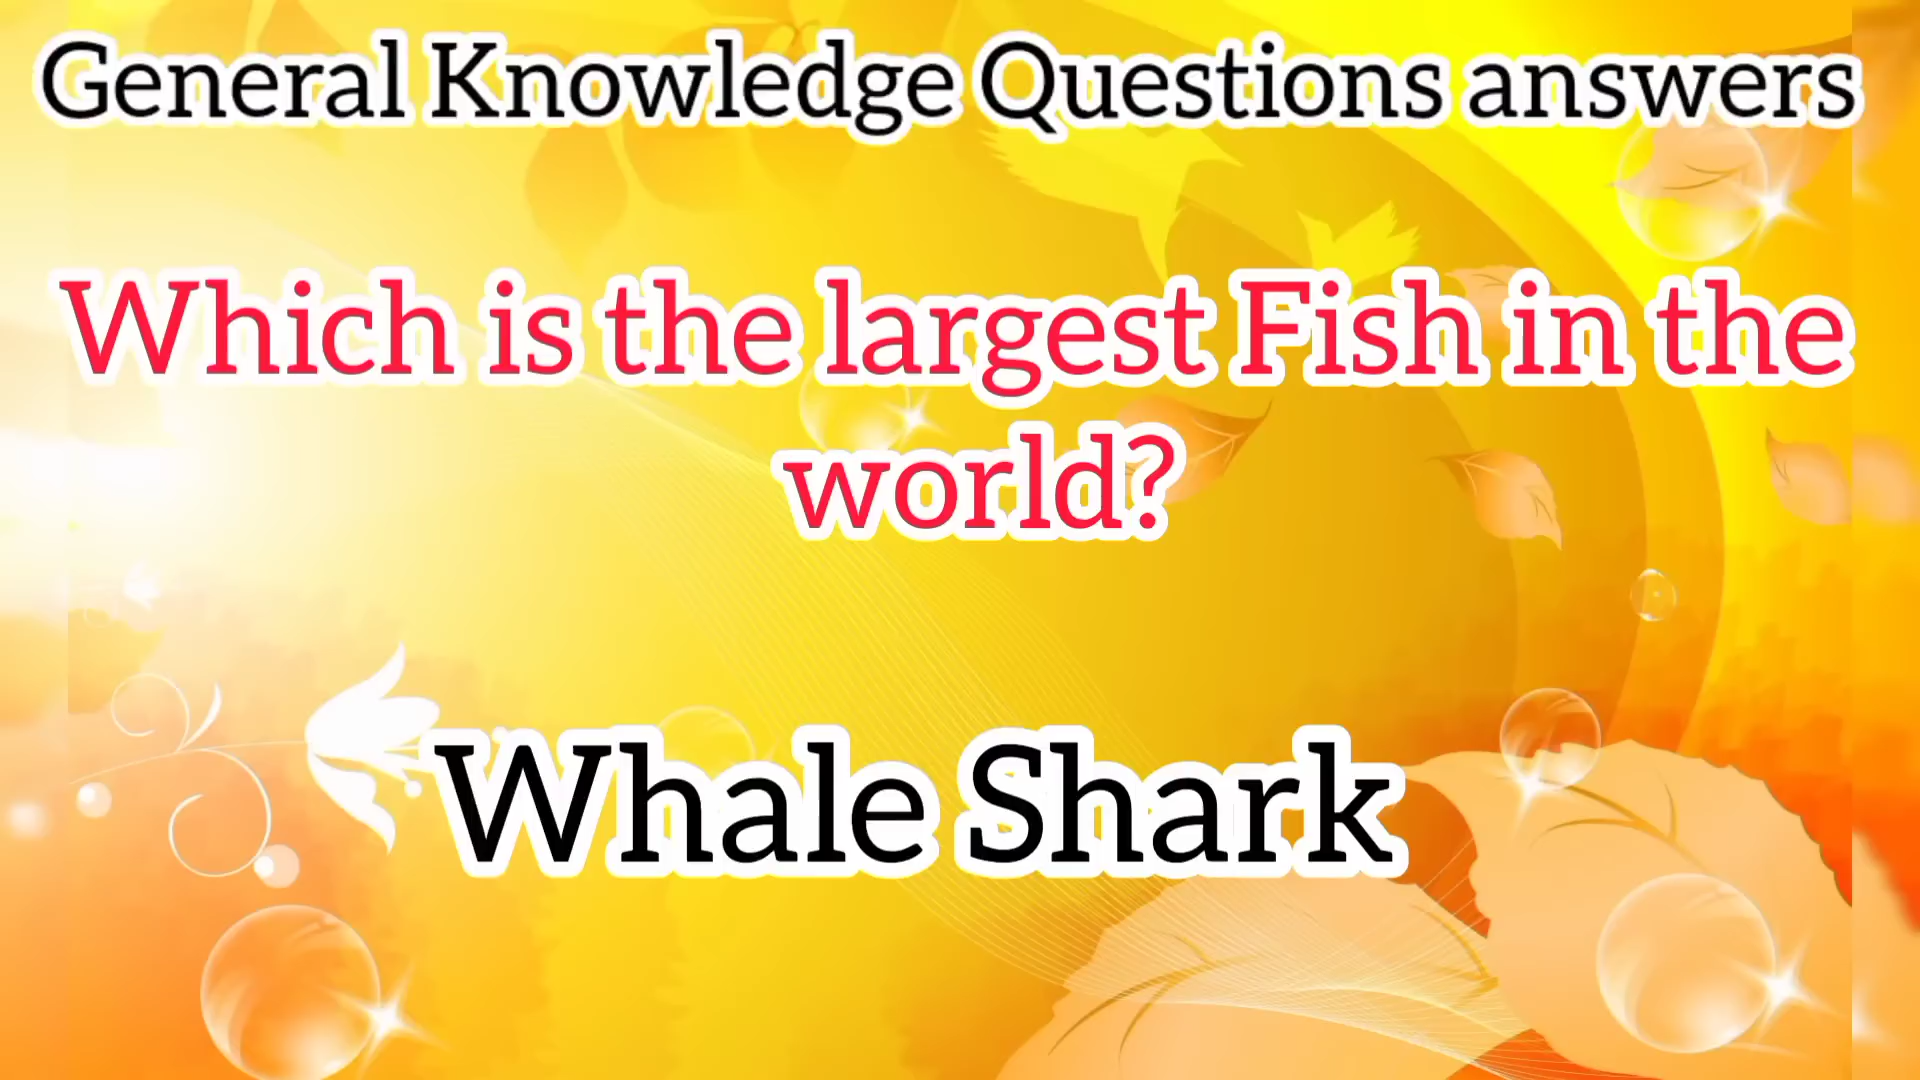 General Knowledge Questions answers
Which is the largest Fish in the
world?
Whale Shark